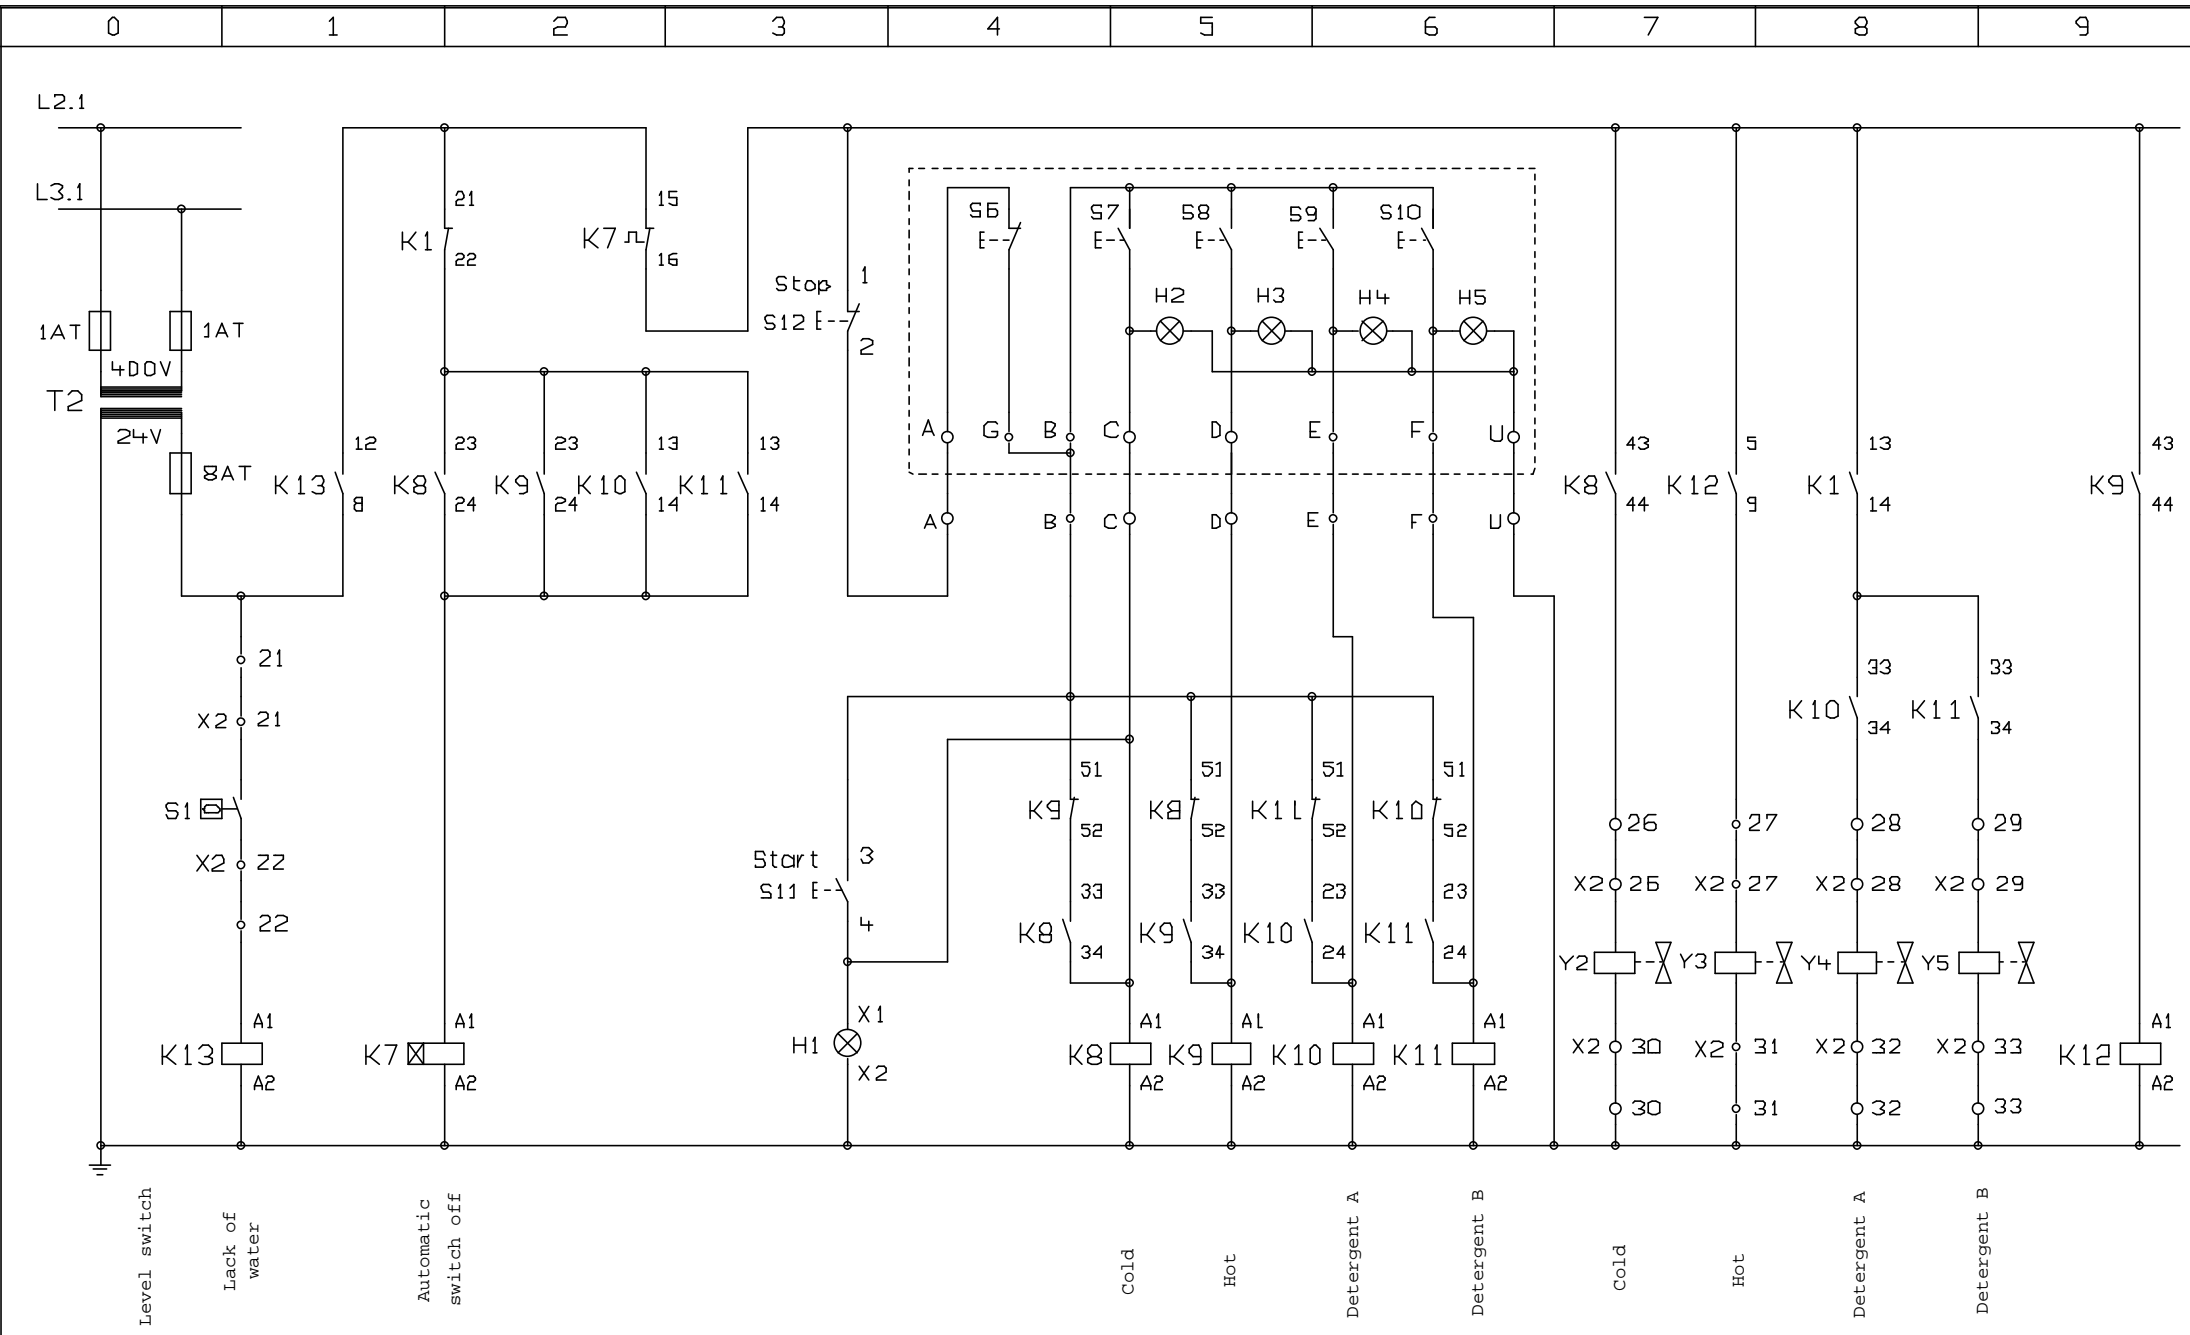 0 1 2 3 4 5 6 7 8 9
L2.1
L3.1
21 15 S6 S7 S8 S9 S10
K1 K7
22 16
Stop 1
S12
2
H2 H3 H4 H5
1AT 1AT
400V
T2
24V
A G B C D E F U
12 23 23 13 13 43 5 13 43
8AT K13 K8 K9 K10 K11 K8 K12 K1 K9
8 24 24 14 14 44 9 14 44
A B C D E F U
21
33 33
K10 K11
34 34
X2 21
51 51 51 51
S1 K9 K8 K11 K10
52 52 52 52
26 27 28 29
Start 3
S11
4
X2 22
33 33 23 23
X2 26 X2 27 X2 28 X2 29
22
K8 K9 K10 K11
34 34 24 24
Y2 Y3 Y4 Y5
X1
H1
X2
A1 A1 A1 A1 A1 A1 A1
K13 K7 K8 K9 K10 K11 K12
A2 A2 A2 A2 A2 A2 A2
X2 30 X2 31 X2 32 X2 33
30 31 32 33
Level switch
Lack of
water
Automatic
switch off
Cold
Hot
Detergent A
Detergent B
Cold
Hot
Detergent A
Detergent B